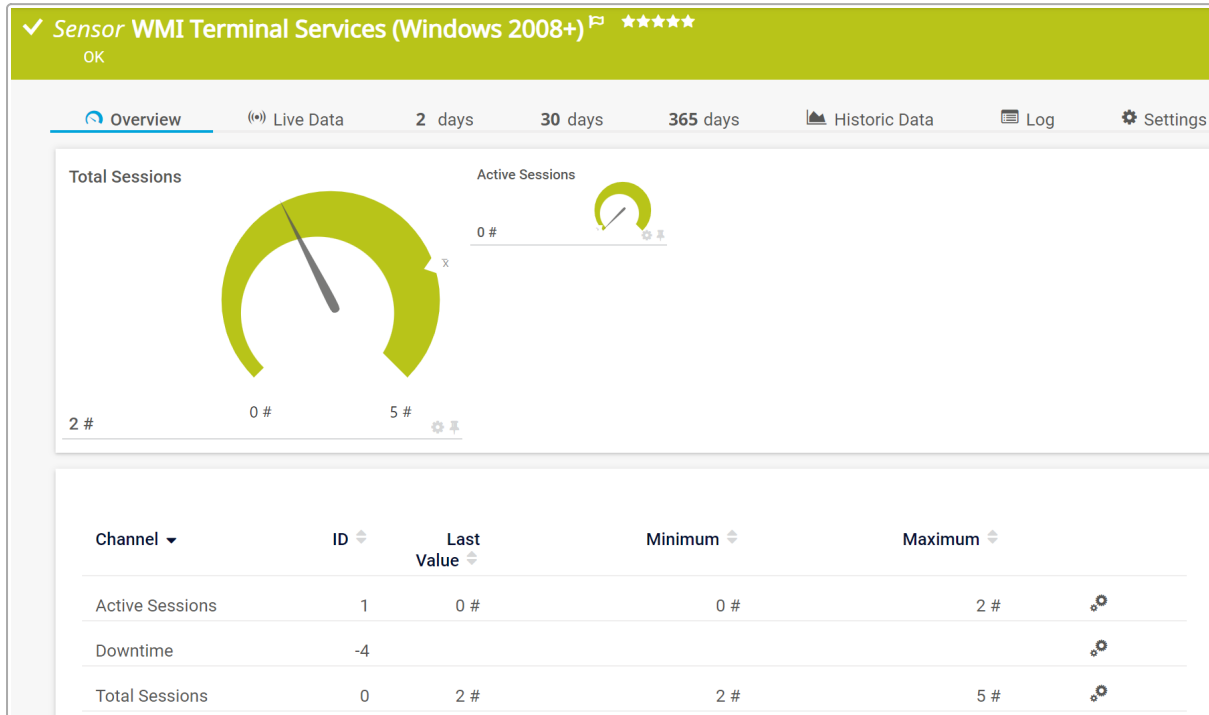 Sensor WMI Terminal Services (Windows 2008+)
OK
Overview Live Data 2 days 30 days 365 days Historic Data Log Settings
Total Sessions
x̄
2 #
0 # 5 #
Active Sessions
0 #
Channel ID Last Value Minimum Maximum
Active Sessions 1 0 # 0 # 2 #
Downtime -4
Total Sessions 0 2 # 2 # 5 #